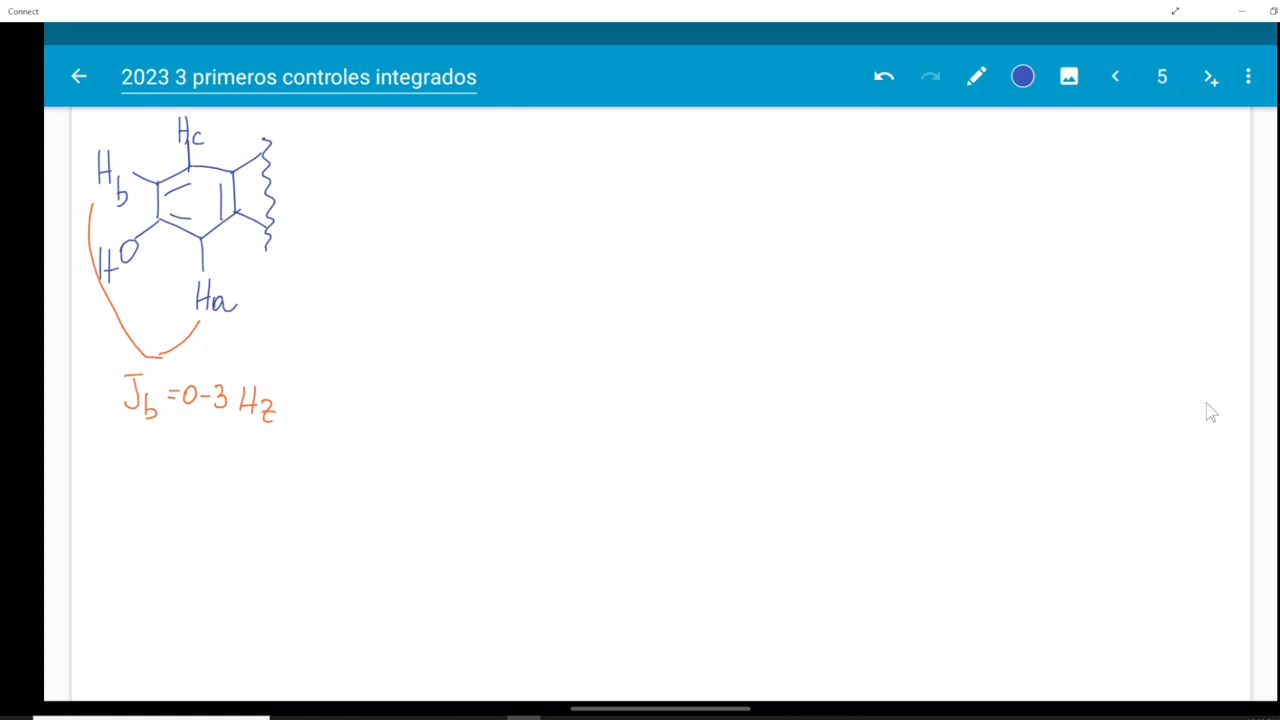 Connect
2023 3 primeros controles integrados
5
Hc
Hb
HO
Ha
Jb = 0-3 Hz